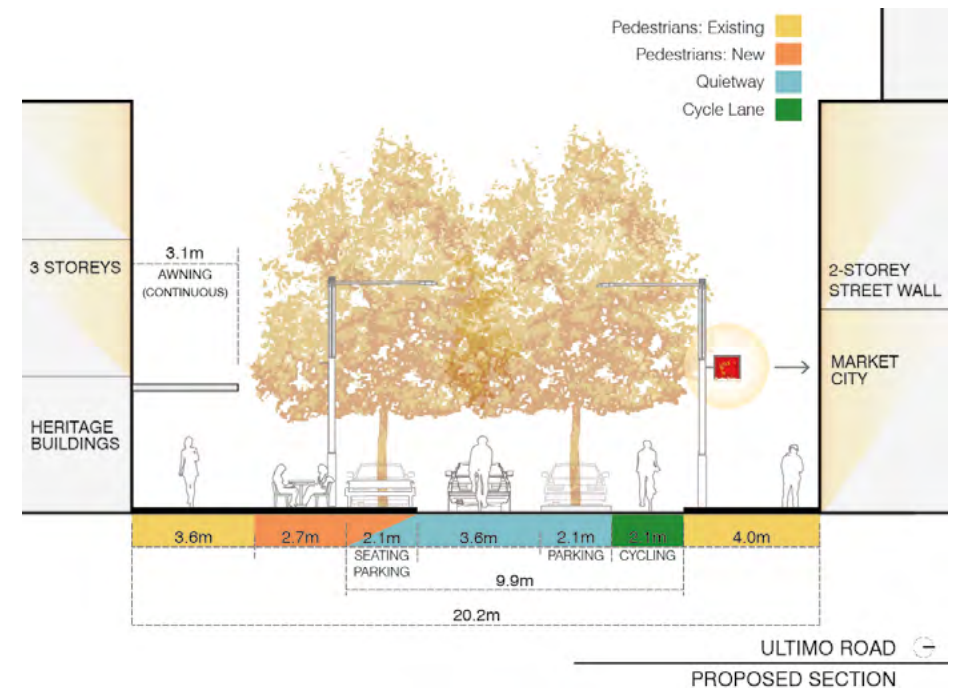 Pedestrians: Existing
Pedestrians: New
Quietway
Cycle Lane
3.1m
AWNING
(CONTINUOUS)
3 STOREYS
HERITAGE
BUILDINGS
2-STOREY
STREET WALL
MARKET
CITY
3.6m 2.7m 2.1m 3.6m 2.1m 2.1m 4.0m
SEATING PARKING CYCLING
PARKING
9.9m
20.2m
ULTIMO ROAD
PROPOSED SECTION